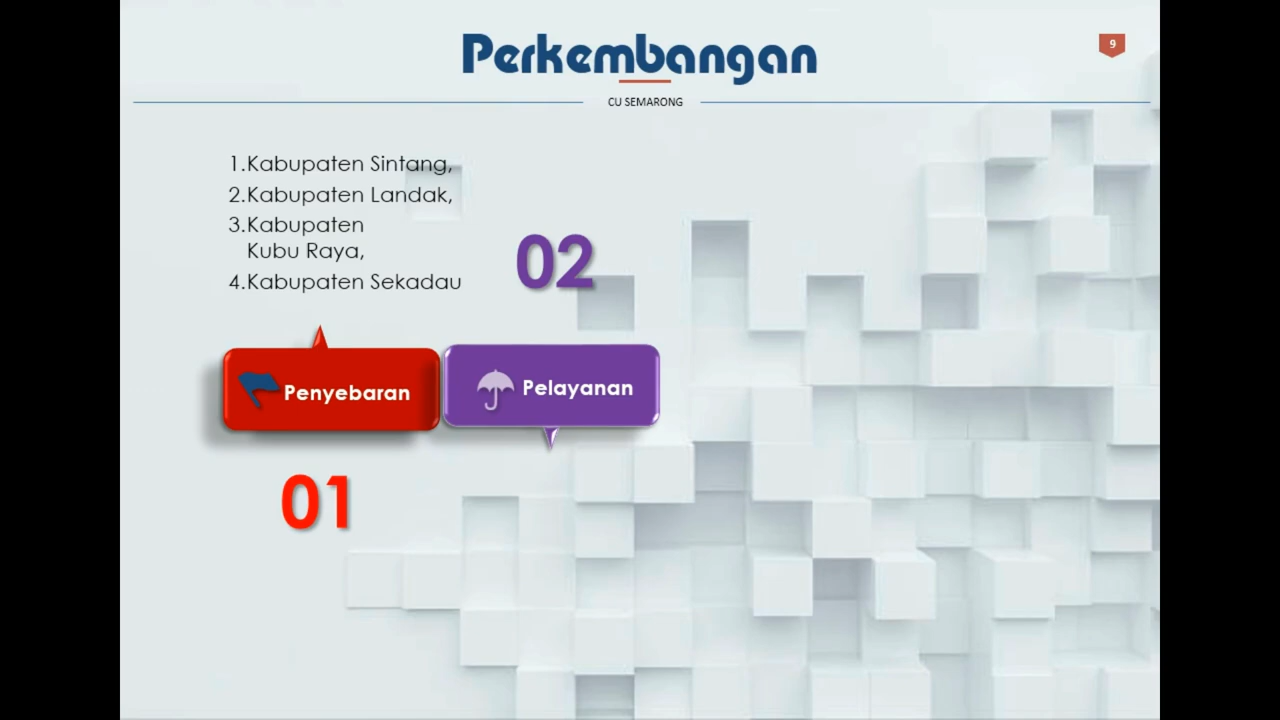 Perkembangan
9
CU SEMARONG
1.Kabupaten Sintang,
2.Kabupaten Landak,
3.Kabupaten
Kubu Raya,
4.Kabupaten Sekadau
02
Penyebaran
Pelayanan
01